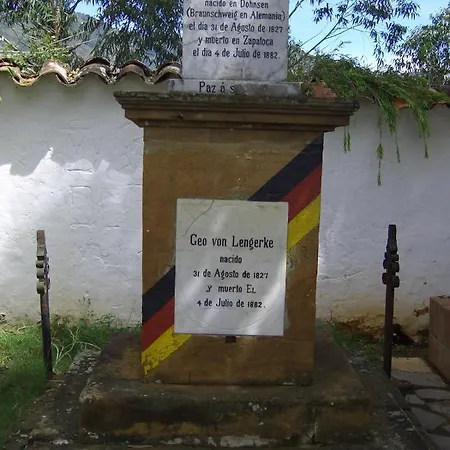 nacido en Dohnsen
(Braunschweig en Alemania)
el dia 31 de Agosto de 1827
y muerto en Zapatoca
el dia 4 de Julio de 1882.
Paz á s
Geo von Lengerke
nacido
31 de Agosto de 1827
y muerto EL
4 de Julio de 1882.